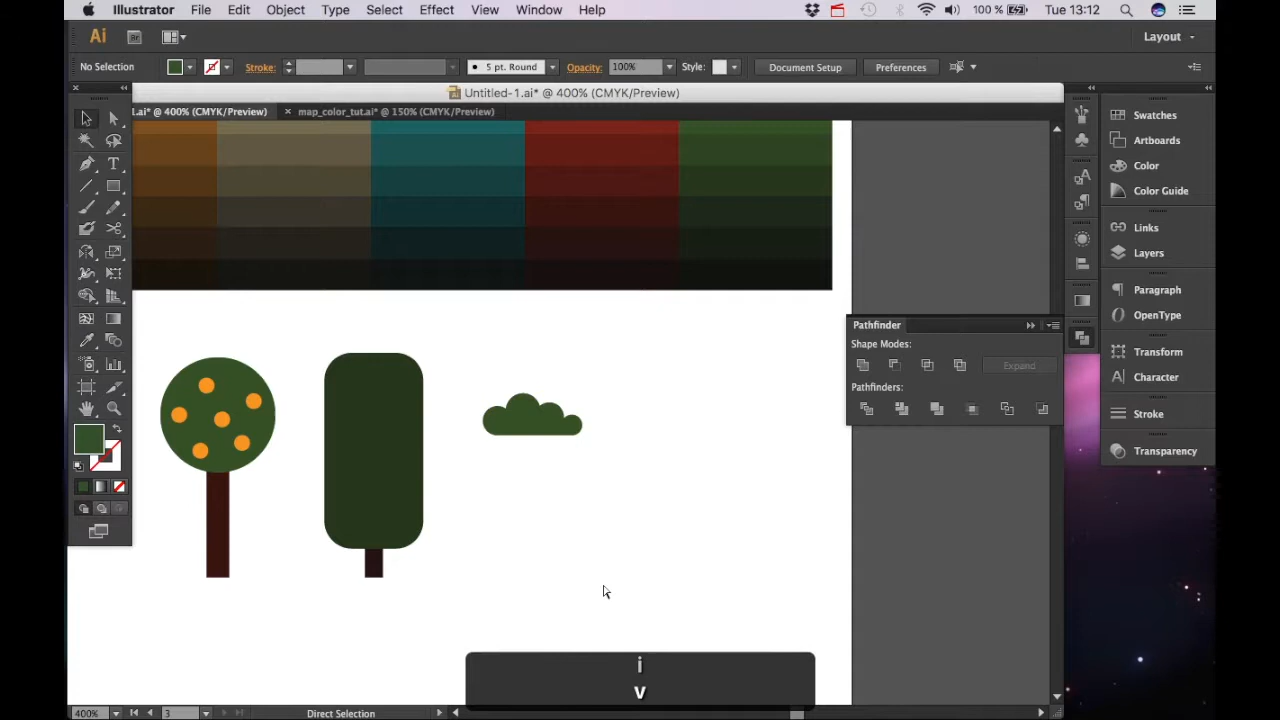 Illustrator File Edit Object Type Select Effect View Window Help 100 % Tue 13:12
Ai Br Layout
No Selection Stroke: 5 pt. Round Opacity: 100% Style: Document Setup Preferences
Untitled-1.ai* @ 400% (CMYK/Preview)
1.ai* @ 400% (CMYK/Preview) × map_color_tut.ai* @ 150% (CMYK/Preview)
Swatches
Artboards
Color
Color Guide
Links
Layers
Paragraph
OpenType
Transform
Character
Stroke
Transparency
Pathfinder
Shape Modes:
Expand
Pathfinders:
i
v
400% 3 Direct Selection